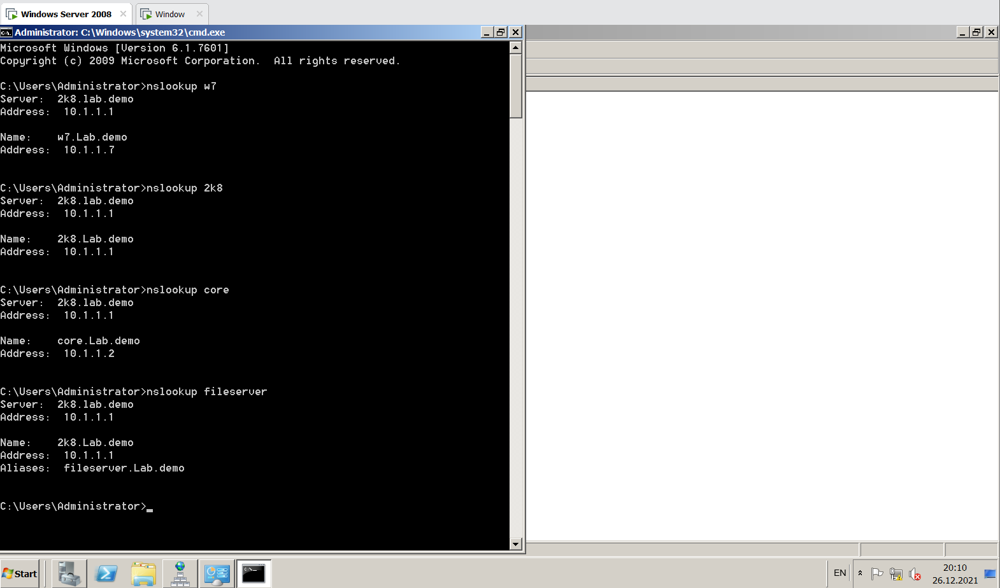 Windows Server 2008
Window
Administrator: C:\Windows\system32\cmd.exe
Microsoft Windows [Version 6.1.7601]
Copyright (c) 2009 Microsoft Corporation.  All rights reserved.
C:\Users\Administrator>nslookup w7
Server:  2k8.lab.demo
Address:  10.1.1.1
Name:    w7.Lab.demo
Address:  10.1.1.7
C:\Users\Administrator>nslookup 2k8
Server:  2k8.lab.demo
Address:  10.1.1.1
Name:    2k8.Lab.demo
Address:  10.1.1.1
C:\Users\Administrator>nslookup core
Server:  2k8.lab.demo
Address:  10.1.1.1
Name:    core.Lab.demo
Address:  10.1.1.2
C:\Users\Administrator>nslookup fileserver
Server:  2k8.lab.demo
Address:  10.1.1.1
Name:    2k8.Lab.demo
Address:  10.1.1.1
Aliases:  fileserver.Lab.demo
C:\Users\Administrator>_
Start
EN
20:10
26.12.2021